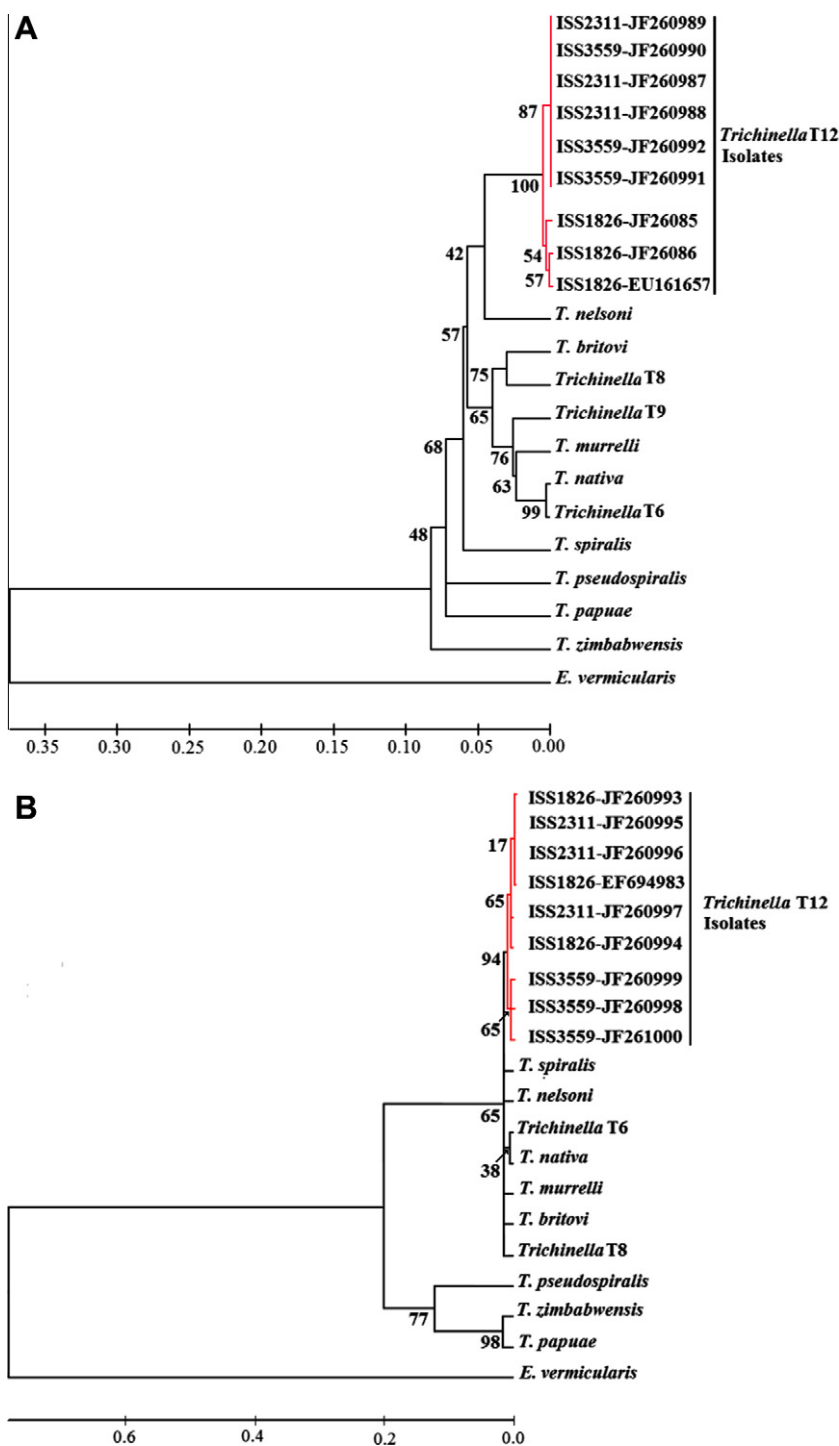 A
ISS2311-JF260989
ISS3559-JF260990
ISS2311-JF260987
87
ISS2311-JF260988
ISS3559-JF260992
Trichinella T12
Isolates
100
ISS3559-JF260991
ISS1826-JF26085
42
54
ISS1826-JF26086
57
ISS1826-EU161657
T. nelsoni
57
T. britovi
75
Trichinella T8
65
Trichinella T9
68
T. murrelli
76
63
T. nativa
99
Trichinella T6
48
T. spiralis
T. pseudospiralis
T. papuae
T. zimbabwensis
E. vermicularis
0.35 0.30 0.25 0.20 0.15 0.10 0.05 0.00
B
ISS1826-JF260993
ISS2311-JF260995
17
ISS2311-JF260996
ISS1826-EF694983
65
ISS2311-JF260997
Trichinella T12
Isolates
ISS1826-JF260994
94
ISS3559-JF260999
ISS3559-JF260998
65
ISS3559-JF261000
T. spiralis
T. nelsoni
65
Trichinella T6
T. nativa
38
T. murrelli
T. britovi
Trichinella T8
T. pseudospiralis
77
T. zimbabwensis
98
T. papuae
E. vermicularis
0.6 0.4 0.2 0.0